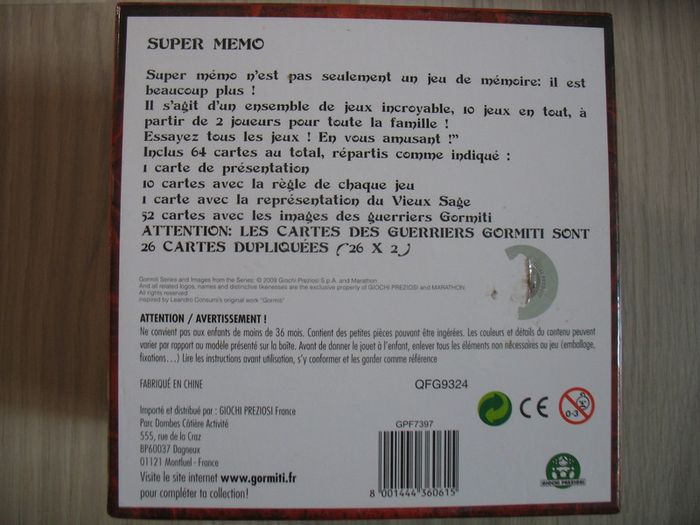 SUPER MEMO
Super mémo n'est pas seulement un jeu de mémoire: il est
beaucoup plus !
Il s'agit d'un ensemble de jeux incroyable, 10 jeux en tout, à
partir de 2 joueurs pour toute la famille !
Essayez tous les jeux ! En vous amusant !"
Inclus 64 cartes au total, répartis comme indiqué :
1 carte de présentation
10 cartes avec la règle de chaque jeu
1 carte avec la représentation du Vieux Sage
52 cartes avec les images des guerriers Gormiti
ATTENTION: LES CARTES DES GUERRIERS GORMITI SONT
26 CARTES DUPLIQUÉES (26 X 2)
Gormiti Series and Images from the Series; © 2009 Giochi Preziosi S.p.A. and Marathon.
And all related logos, names and distinctive likenesses are the exclusive property of GIOCHI PREZIOSI and MARATHON.
All rights reserved
inspired by Leandro Consumi's original work "Gormiti"
ATTENTION / AVERTISSEMENT !
Ne convient pas aux enfants de moins de 36 mois. Contient des petites pièces pouvant être ingérées. Les couleurs et détails du contenu peuvent
varier par rapport au modèle présenté sur la boîte. Avant de donner le jouet à l'enfant, enlever tous les éléments non nécessaires au jeu (emballage,
fixations...) Lire les instructions avant utilisation, s'y conformer et les garder comme référence
FABRIQUÉ EN CHINE
QFG9324
CE
0-3
Importé et distribué par : GIOCHI PREZIOSI France
Parc Dombes Côtière Activité
555, rue de la Craz
BP60037 Dagneux
01121 Montluel - France
Visite le site internet www.gormiti.fr
pour compléter ta collection!
GPF7397
8 001444 360615
GIOCHI PREZIOSI